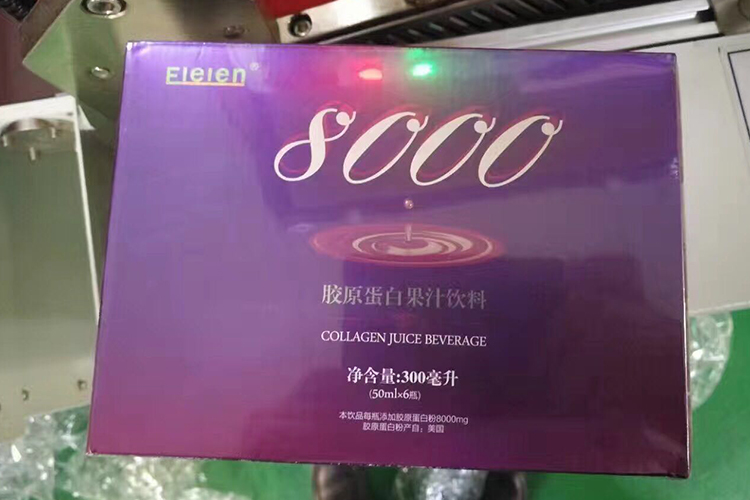 Elelen®
8000
胶原蛋白果汁饮料
COLLAGEN JUICE BEVERAGE
净含量:300毫升
(50ml×6瓶)
本饮品每瓶添加胶原蛋白粉8000mg
胶原蛋白粉产自：美国